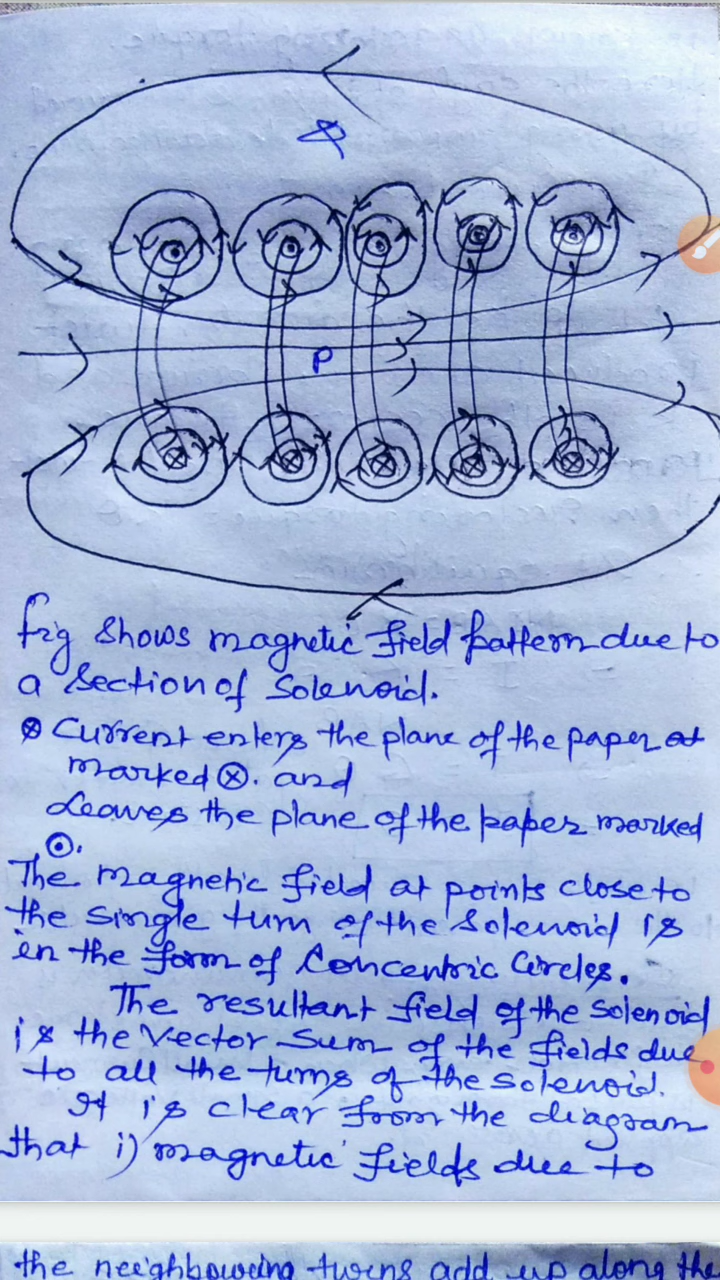 Q
P
fig shows magnetic field pattern due to
a section of solenoid.
⊗ Current enters the plane of the paper at
marked ⊗. and
Leaves the plane of the paper marked
⊙.
The magnetic field at points close to
the single turn of the solenoid is
in the form of Concentric Circles.
The resultant field of the solenoid
is the vector sum of the fields due
to all the turns of the solenoid.
It is clear from the diagram
that i) magnetic fields due to
the neighbouring turns add up along the